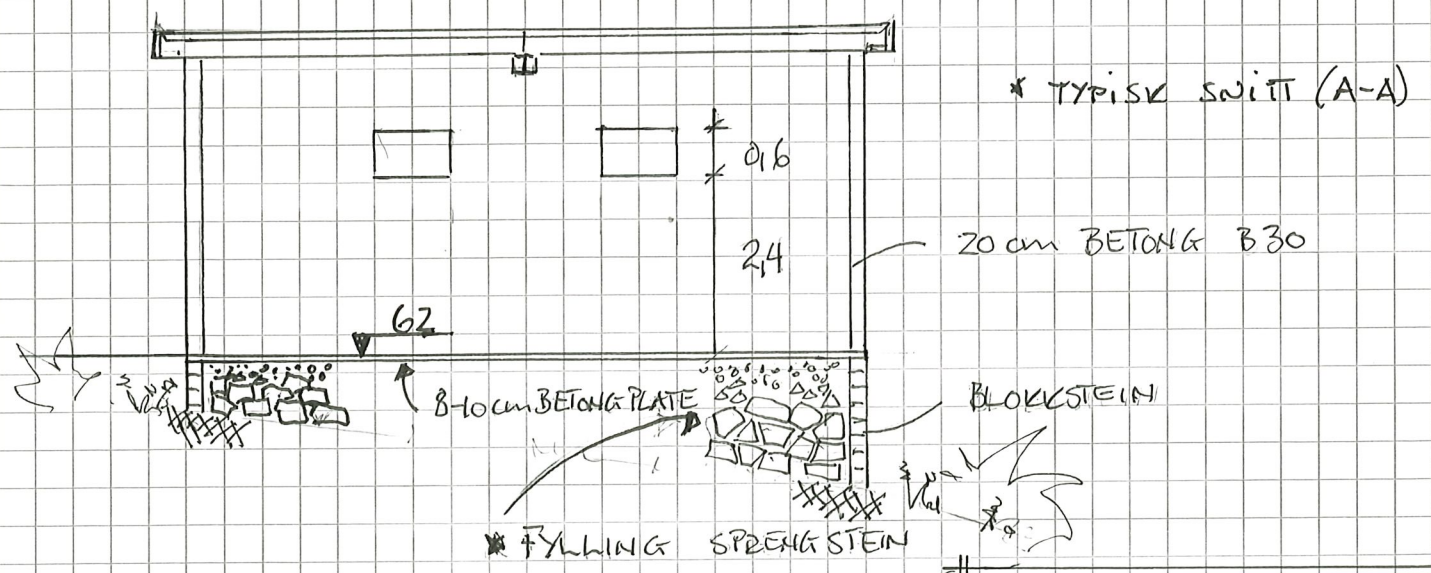 * TYPISK SNITT (A-A)
0,6
2,4
20 cm BETONG B30
62
8-10 cm BETONGPLATE
BLOKKSTEIN
* FYLLING SPRENGSTEIN